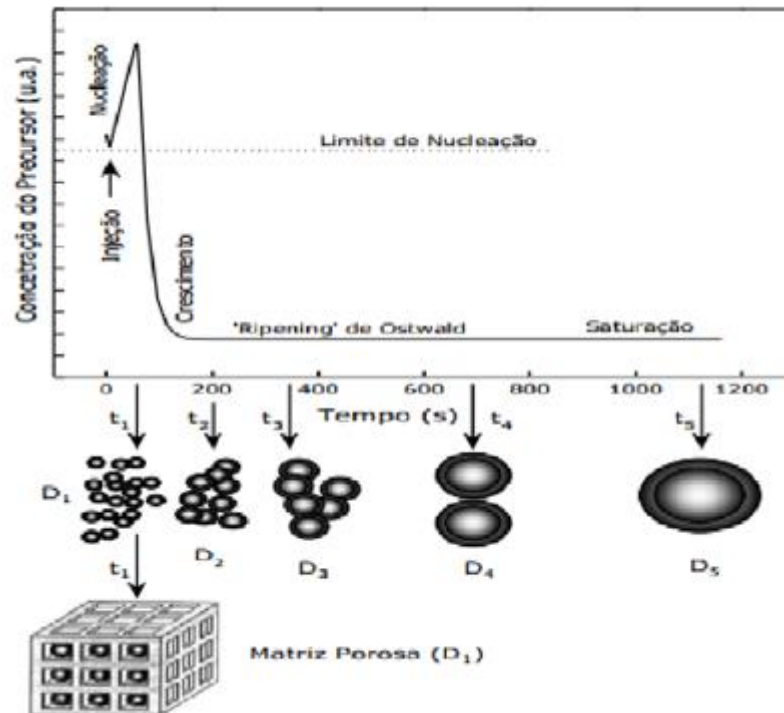 Concetração do Precursor (u.a.)
Nucleação
Injeção
Limite de Nucleação
Crescimento
'Ripening' de Ostwald
Saturação
0 200 400 600 800 1000 1200
Tempo (s)
t1 t2 t3 t4 t5
D1 D2 D3 D4 D5
t1
Matriz Porosa (D1)